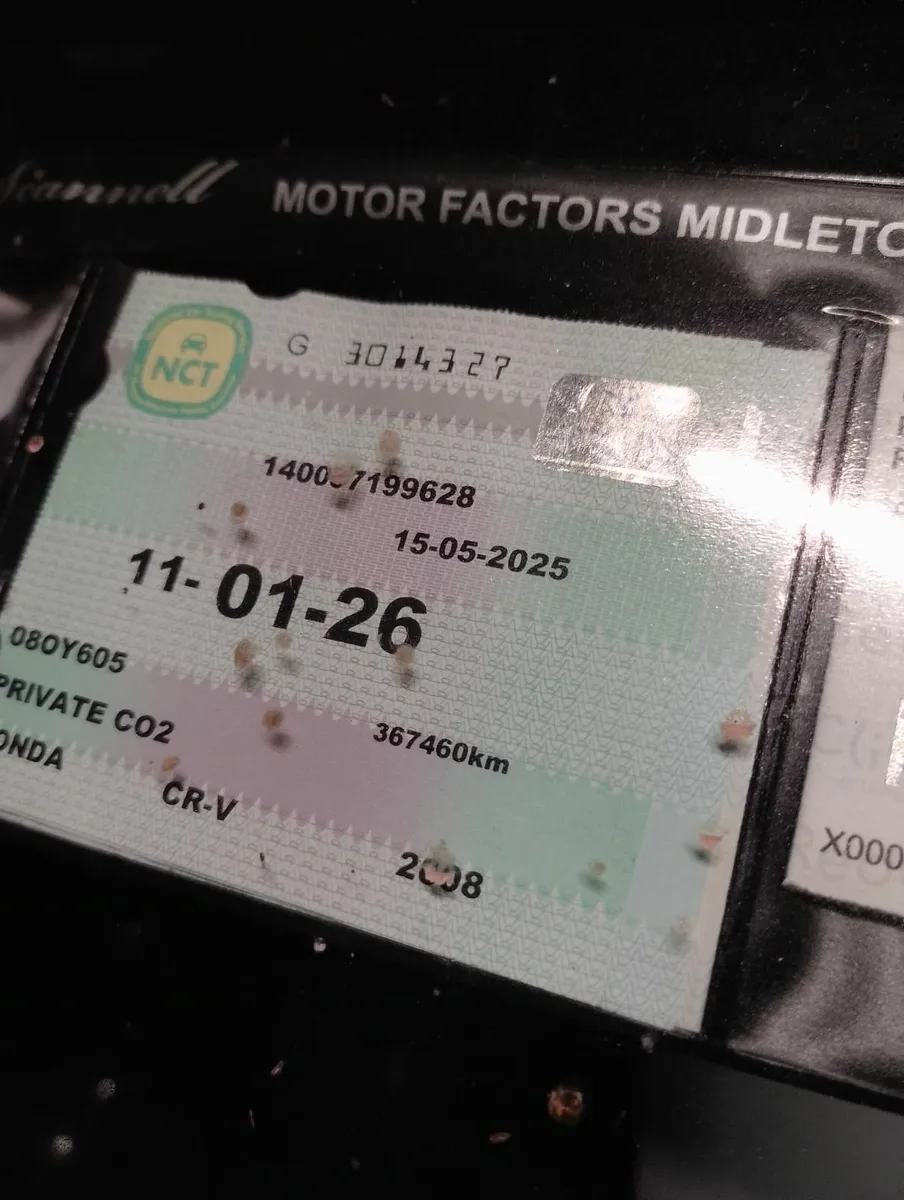 Scannell MOTOR FACTORS MIDLETO
NCT
G 3014327
15-05-2025
11-01-26
08OY605
PRIVATE CO2
367460km
ONDA
CR-V
2008
X000